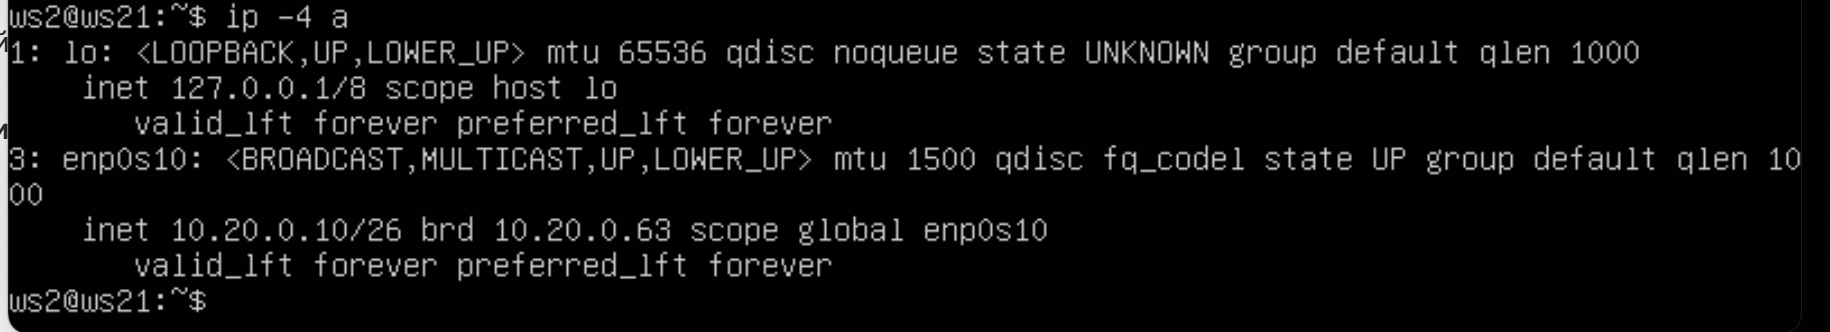 ws2@ws21:~$ ip -4 a
1: lo: <LOOPBACK,UP,LOWER_UP> mtu 65536 qdisc noqueue state UNKNOWN group default qlen 1000
    inet 127.0.0.1/8 scope host lo
       valid_lft forever preferred_lft forever
3: enp0s10: <BROADCAST,MULTICAST,UP,LOWER_UP> mtu 1500 qdisc fq_codel state UP group default qlen 10
00
    inet 10.20.0.10/26 brd 10.20.0.63 scope global enp0s10
       valid_lft forever preferred_lft forever
ws2@ws21:~$